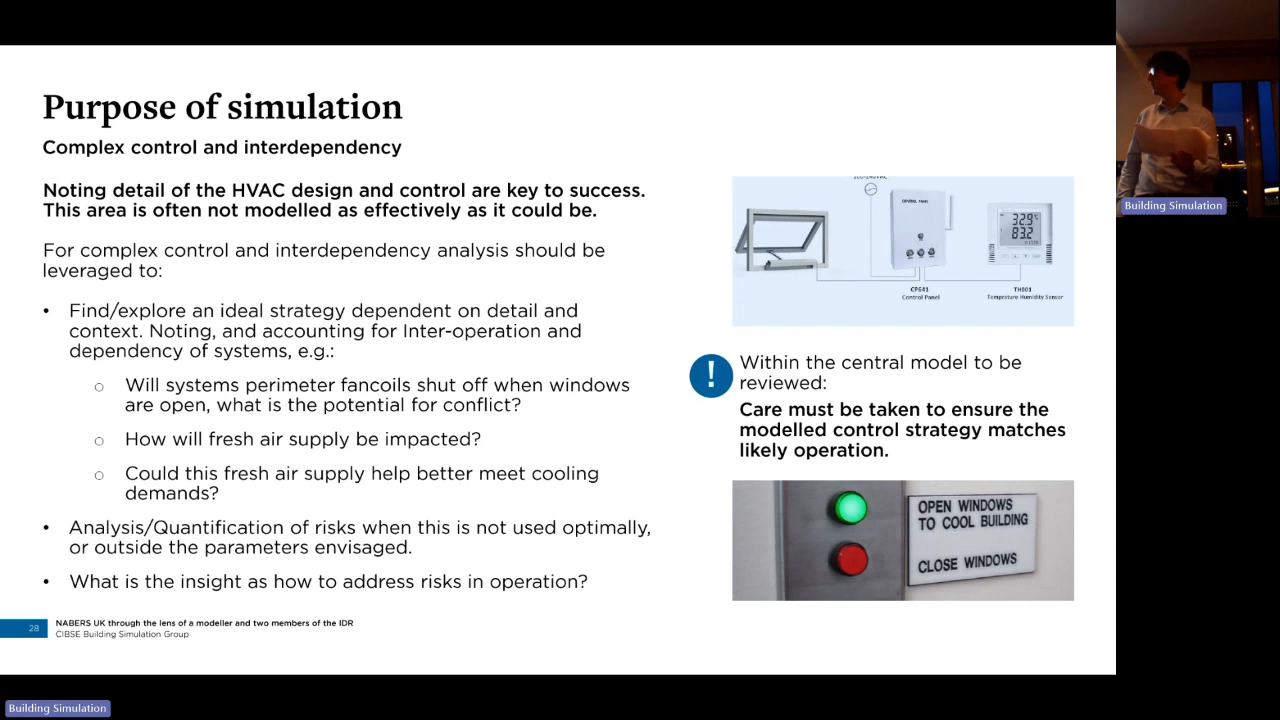 Purpose of simulation
Complex control and interdependency
Noting detail of the HVAC design and control are key to success.
This area is often not modelled as effectively as it could be.
For complex control and interdependency analysis should be
leveraged to:
• Find/explore an ideal strategy dependent on detail and
context. Noting, and accounting for Inter-operation and
dependency of systems, e.g.:
○ Will systems perimeter fancoils shut off when windows
are open, what is the potential for conflict?
○ How will fresh air supply be impacted?
○ Could this fresh air supply help better meet cooling
demands?
• Analysis/Quantification of risks when this is not used optimally,
or outside the parameters envisaged.
• What is the insight as how to address risks in operation?
CONTROL PANEL
32.9
83.2
Control Panel
TH001
Temprature Humidity Sensor
!
Within the central model to be
reviewed:
Care must be taken to ensure the
modelled control strategy matches
likely operation.
OPEN WINDOWS
TO COOL BUILDING
CLOSE WINDOWS
28
NABERS UK through the lens of a modeller and two members of the IDR
CIBSE Building Simulation Group
Building Simulation
Building Simulation